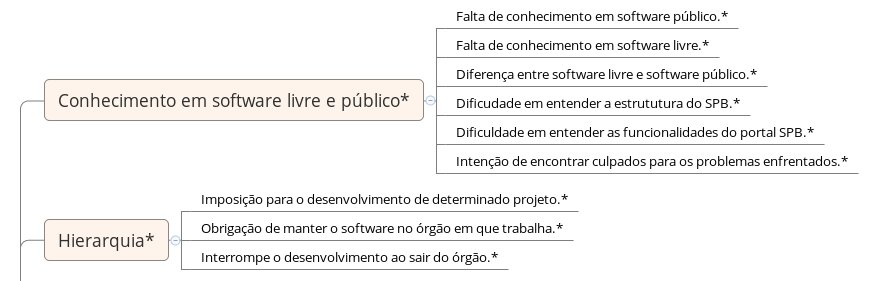 Falta de conhecimento em software público.*
Falta de conhecimento em software livre.*
Diferença entre software livre e software público.*
Conhecimento em software livre e público*
Dificudade em entender a estrututura do SPB.*
Dificuldade em entender as funcionalidades do portal SPB.*
Intenção de encontrar culpados para os problemas enfrentados.*
Imposição para o desenvolvimento de determinado projeto.*
Obrigação de manter o software no órgão em que trabalha.*
Hierarquia*
Interrompe o desenvolvimento ao sair do órgão.*